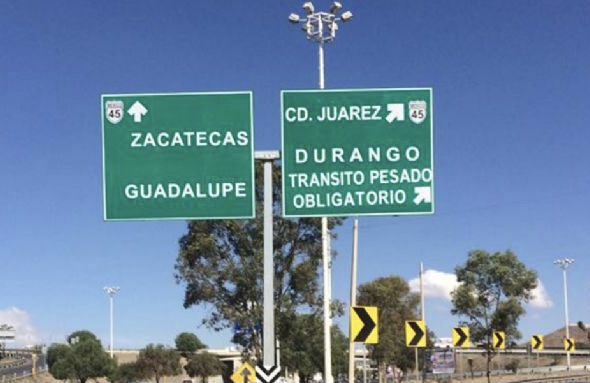 45
ZACATECAS
GUADALUPE
CD. JUAREZ
45
DURANGO
TRANSITO PESADO
OBLIGATORIO